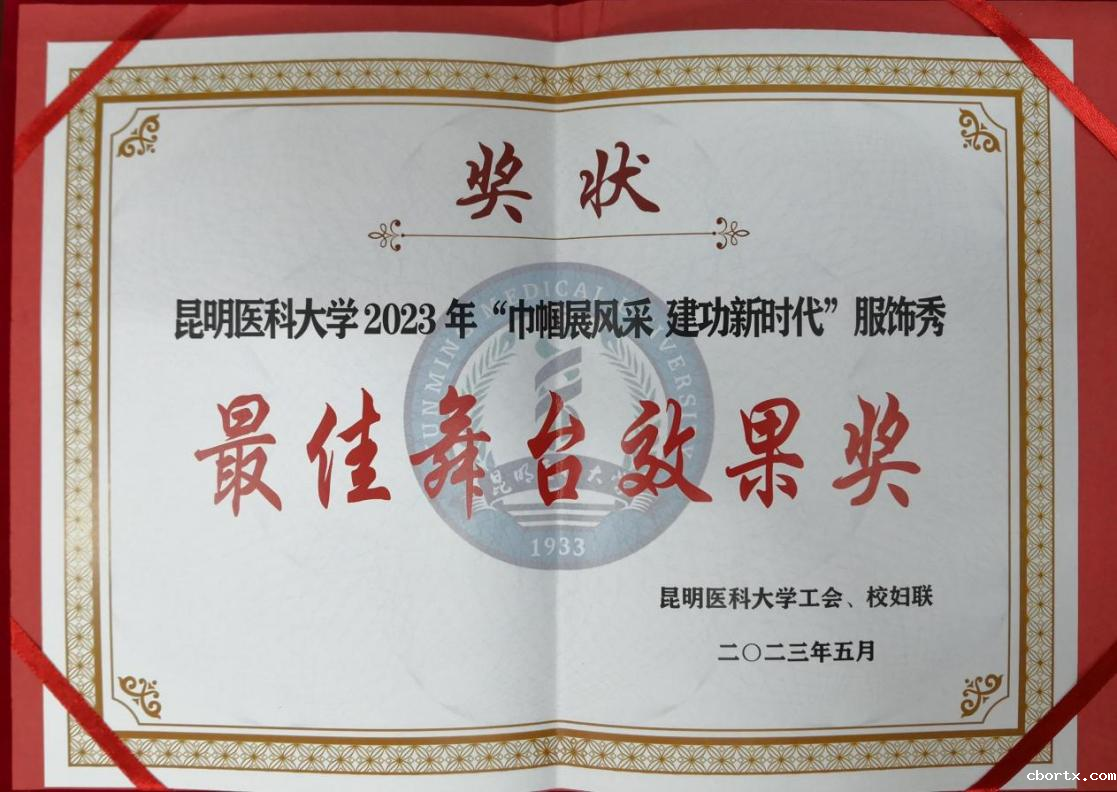 奖状
昆明医科大学2023年“巾帼展风采 建功新时代”服饰秀
KUNMING MEDICAL UNIVERSITY
最佳舞台效果奖
昆明 大学
1933
昆明医科大学工会、校妇联
二〇二三年五月
cbortx.com